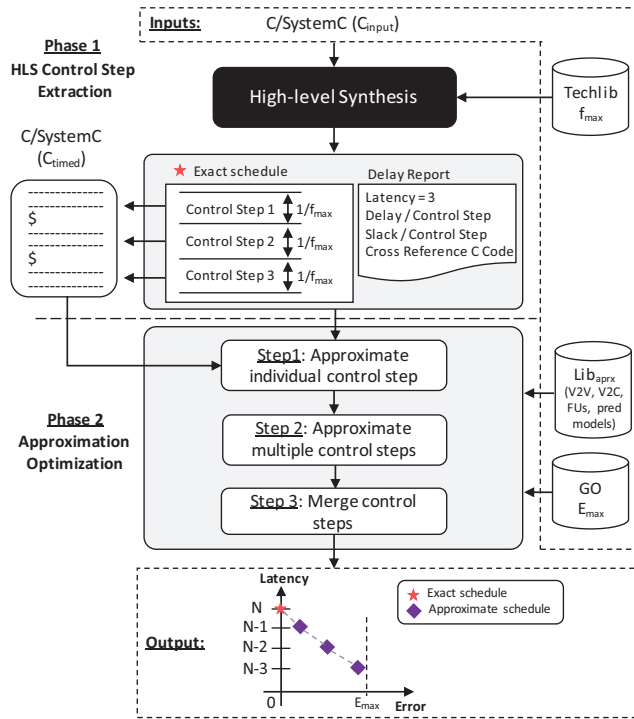 Inputs: C/SystemC (Cinput)
Phase 1
HLS Control Step
Extraction
High-level Synthesis
Techlib
fmax
C/SystemC
(Ctimed)
$
$
Exact schedule
Control Step 1
1/fmax
Control Step 2
1/fmax
Control Step 3
1/fmax
Delay Report
Latency = 3
Delay / Control Step
Slack / Control Step
Cross Reference C Code
Phase 2
Approximation
Optimization
Step1: Approximate
individual control step
Step 2: Approximate
multiple control steps
Step 3: Merge control
steps
Libaprx
(V2V, V2C,
FUs, pred
models)
GO
Emax
Output:
Latency
N
N-1
N-2
N-3
0
Emax
Error
Exact schedule
Approximate schedule